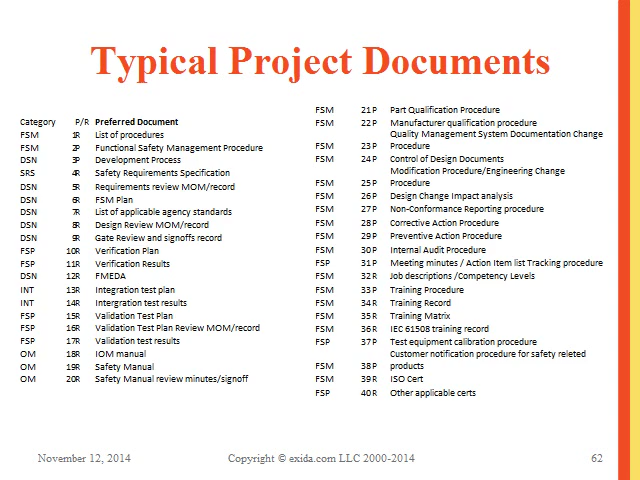 Typical Project Documents
Category P/R Preferred Document
FSM 1R List of procedures
FSM 2P Functional Safety Management Procedure
DSN 3P Development Process
SRS 4R Safety Requirements Specification
DSN 5R Requirements review MOM/record
DSN 6R FSM Plan
DSN 7R List of applicable agency standards
DSN 8R Design Review MOM/record
DSN 9R Gate Review and signoffs record
FSP 10R Verification Plan
FSP 11R Verification Results
DSN 12R FMEDA
INT 13R Integration test plan
INT 14R Intergration test results
FSP 15R Validation Test Plan
FSP 16R Validation Test Plan Review MOM/record
FSP 17R Validation test results
OM 18R IOM manual
OM 19R Safety Manual
OM 20R Safety Manual review minutes/signoff
FSM 21P Part Qualification Procedure
FSM 22P Manufacturer qualification procedure
Quality Management System Documentation Change
FSM 23P Procedure
FSM 24P Control of Design Documents
Modification Procedure/Engineering Change
FSM 25P Procedure
FSM 26P Design Change Impact analysis
FSM 27P Non-Conformance Reporting procedure
FSM 28P Corrective Action Procedure
FSM 29P Preventive Action Procedure
FSM 30P Internal Audit Procedure
FSP 31P Meeting minutes / Action Item list Tracking procedure
FSM 32R Job descriptions /Competency Levels
FSM 33P Training Procedure
FSM 34R Training Record
FSM 35R Training Matrix
FSM 36R IEC 61508 training record
FSP 37P Test equipment calibration procedure
Customer notification procedure for safety releted
FSM 38P products
FSM 39R ISO Cert
FSP 40R Other applicable certs
November 12, 2014 Copyright © exida.com LLC 2000-2014 62